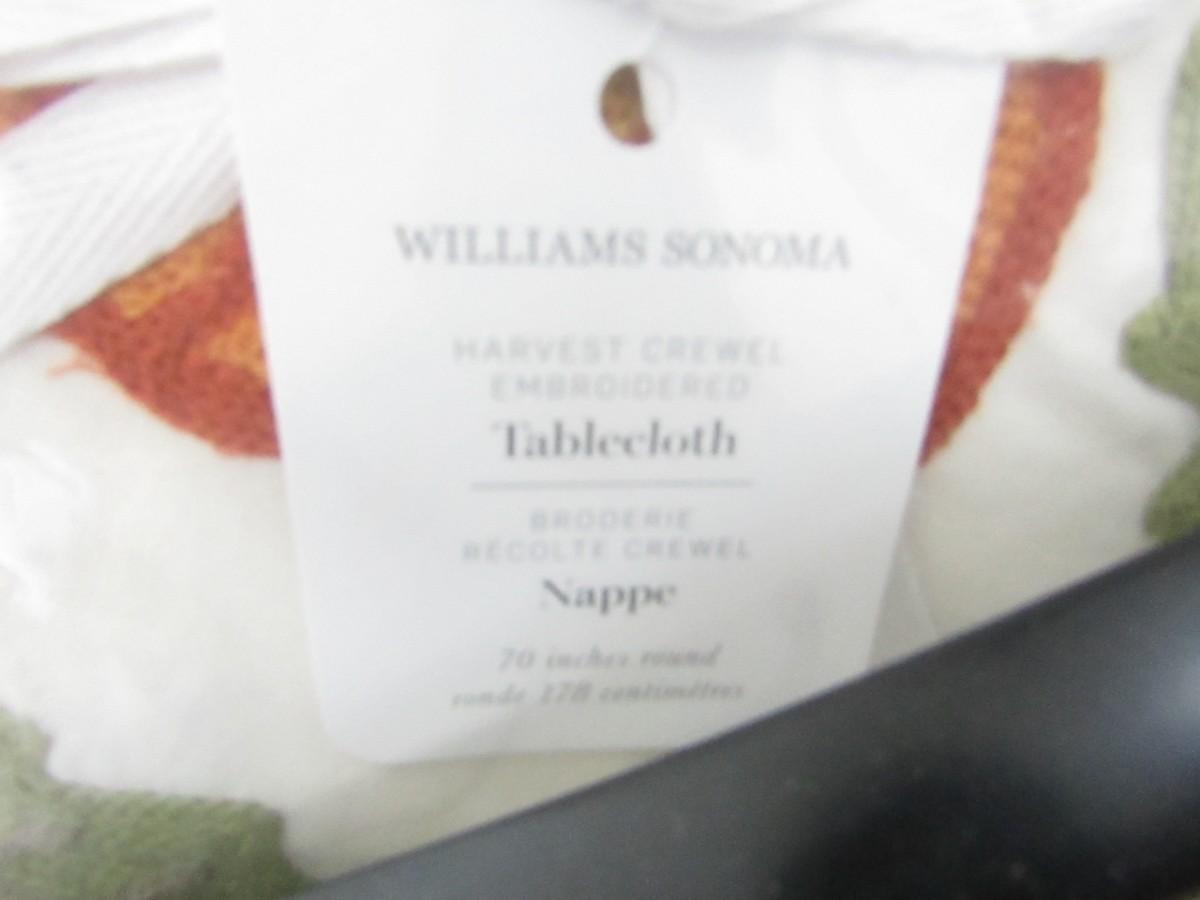 WILLIAMS SONOMA
HARVEST CREWEL
EMBROIDERED
Tablecloth
BRODERIE
RÉCOLTE CREWEL
Nappe
70 inches round
ronde 178 centimètres